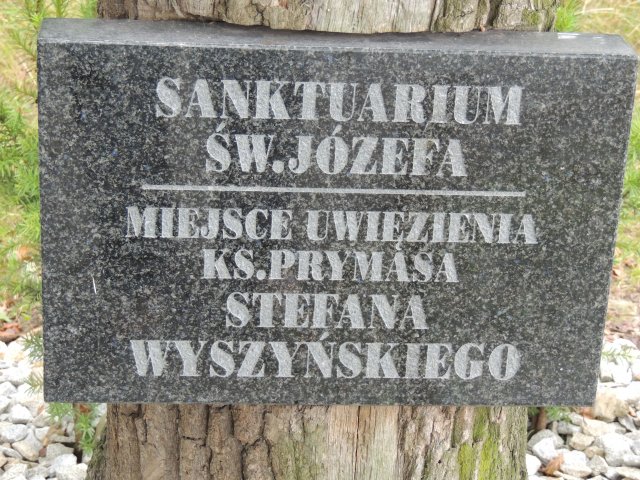 SANKTUARIUM
ŚW.JÓZEFA
MIEJSCE UWIĘZIENIA
KS.PRYMASA
STEFANA
WYSZYŃSKIEGO